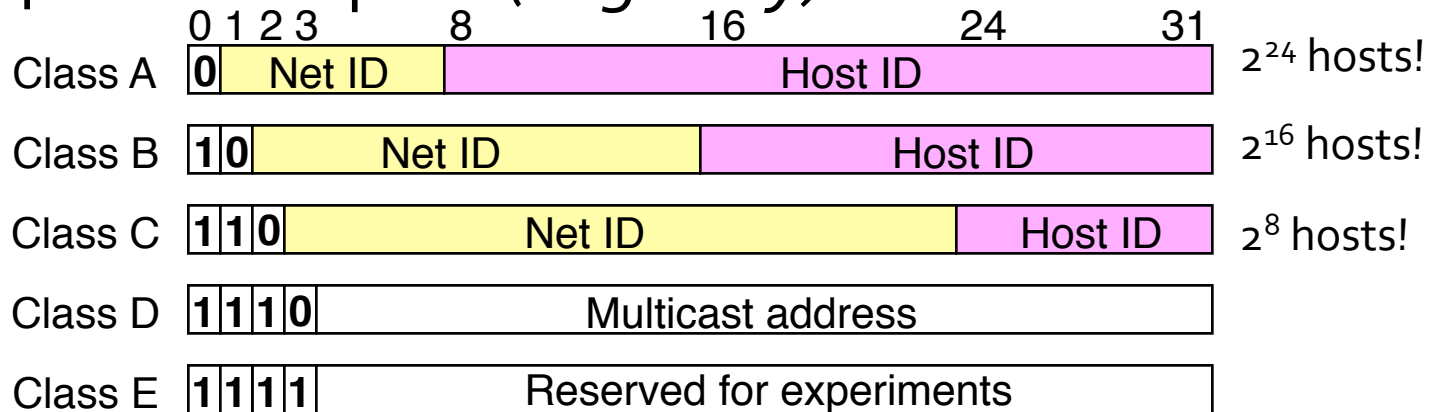 0 1 2 3 8 16 24 31
Class A 0 Net ID Host ID 2²⁴ hosts!
Class B 1 0 Net ID Host ID 2¹⁶ hosts!
Class C 1 1 0 Net ID Host ID 2⁸ hosts!
Class D 1 1 1 0 Multicast address
Class E 1 1 1 1 Reserved for experiments